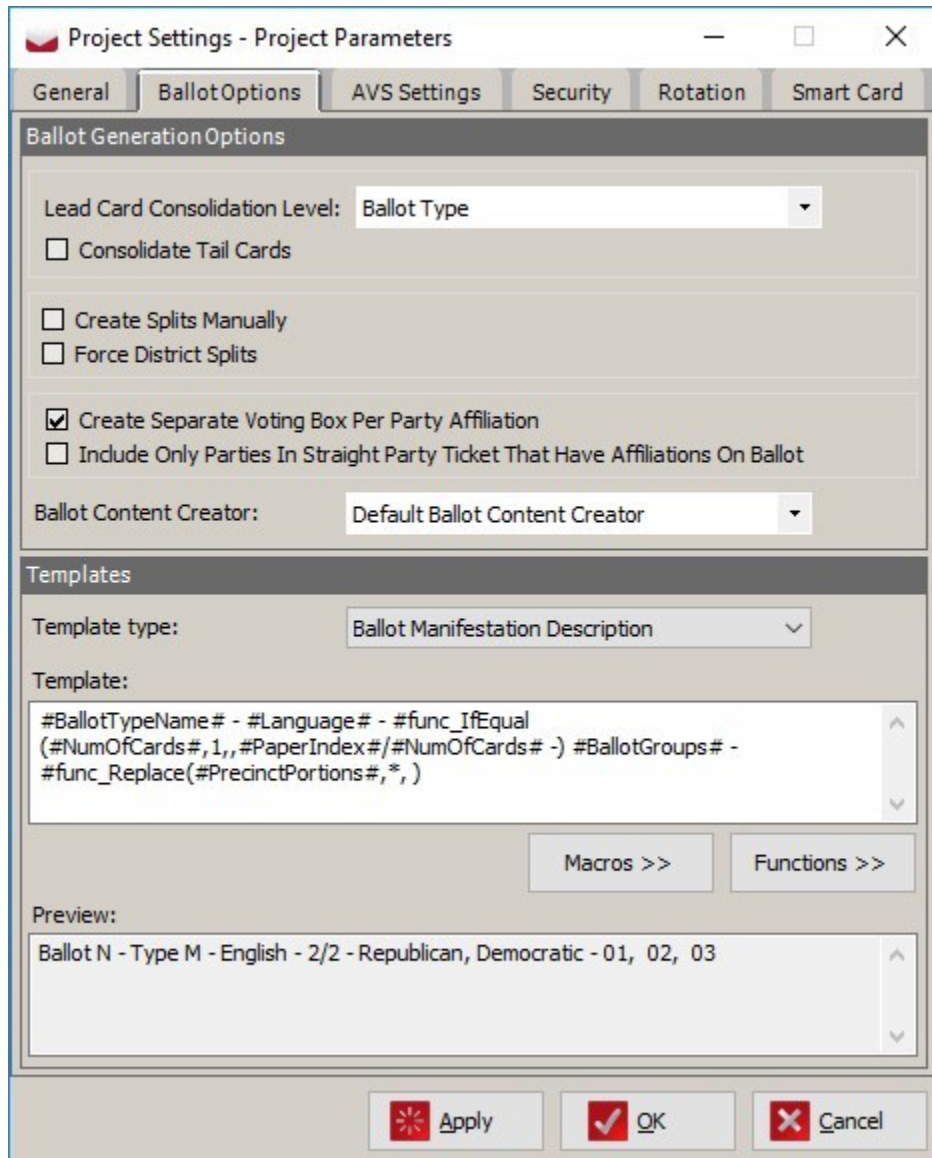 Project Settings - Project Parameters
General Ballot Options AVS Settings Security Rotation Smart Card
Ballot Generation Options
Lead Card Consolidation Level: Ballot Type
Consolidate Tail Cards
Create Splits Manually
Force District Splits
Create Separate Voting Box Per Party Affiliation
Include Only Parties In Straight Party Ticket That Have Affiliations On Ballot
Ballot Content Creator: Default Ballot Content Creator
Templates
Template type: Ballot Manifestation Description
Template:
#BallotTypeName# - #Language# - #func_IfEqual
(#NumOfCards#,1,,#PaperIndex#/#NumOfCards# -) #BallotGroups# -
#func_Replace(#PrecinctPortions#,*, )
Macros >> Functions >>
Preview:
Ballot N - Type M - English - 2/2 - Republican, Democratic - 01, 02, 03
Apply OK Cancel